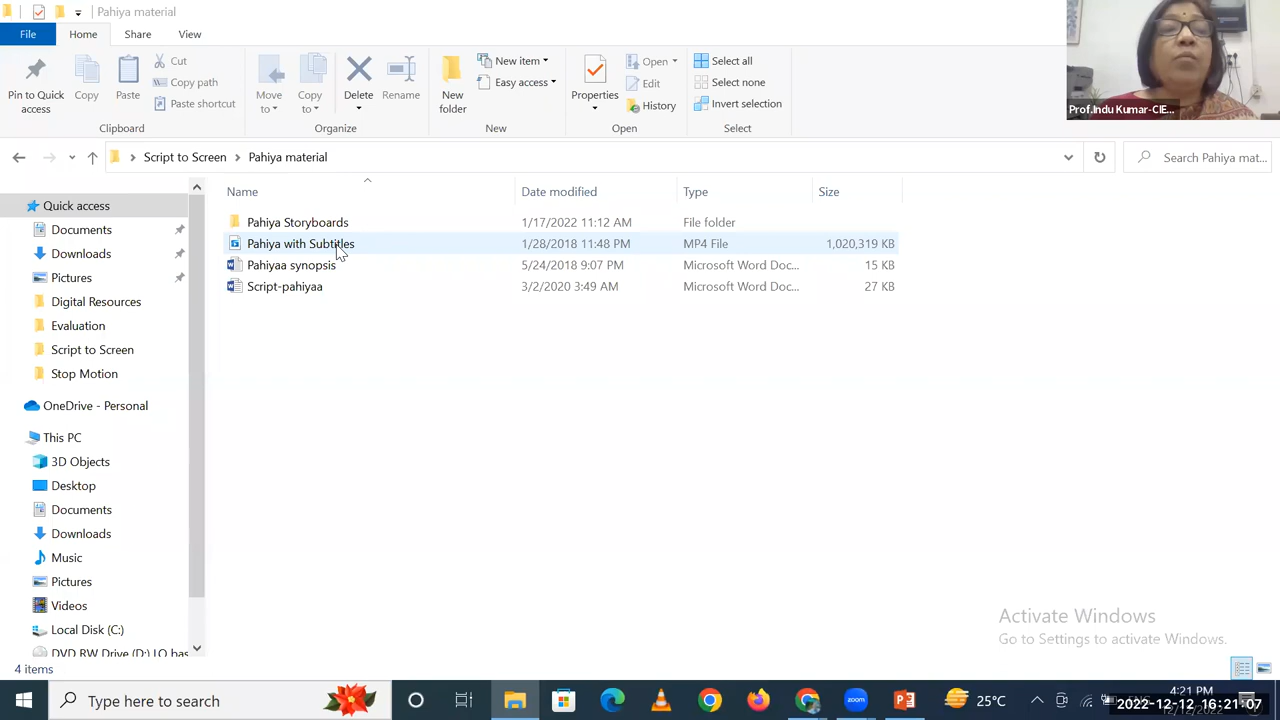 Pahiya material
File Home Share View
Pin to Quick access
Copy
Paste
Cut
Copy path
Paste shortcut
Clipboard
Move to
Copy to
Delete
Rename
Organize
New folder
New item
Easy access
New
Properties
Open
Edit
History
Open
Select all
Select none
Invert selection
Select
Prof.Indu Kumar-CIE...
Script to Screen Pahiya material
Search Pahiya mat...
Name Date modified Type Size
Pahiya Storyboards 1/17/2022 11:12 AM File folder
Pahiya with Subtitles 1/28/2018 11:48 PM MP4 File 1,020,319 KB
Pahiyaa synopsis 5/24/2018 9:07 PM Microsoft Word Doc... 15 KB
Script-pahiyaa 3/2/2020 3:49 AM Microsoft Word Doc... 27 KB
Quick access
Documents
Downloads
Pictures
Digital Resources
Evaluation
Script to Screen
Stop Motion
OneDrive - Personal
This PC
3D Objects
Desktop
Documents
Downloads
Music
Pictures
Videos
Local Disk (C:)
DVD RW Drive (D:) LO bas
Activate Windows
Go to Settings to activate Windows.
4 items
Type here to search
25°C
4:21 PM
2022-12-12 16:21:07